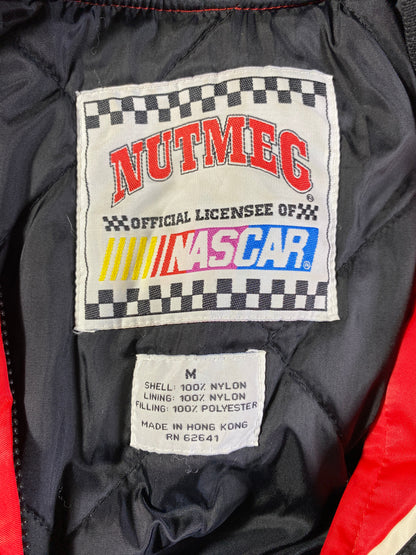 NUTMEG®
OFFICIAL LICENSEE OF
NASCAR®
M
SHELL: 100% NYLON
LINING: 100% NYLON
FILLING: 100% POLYESTER
MADE IN HONG KONG
RN 62641